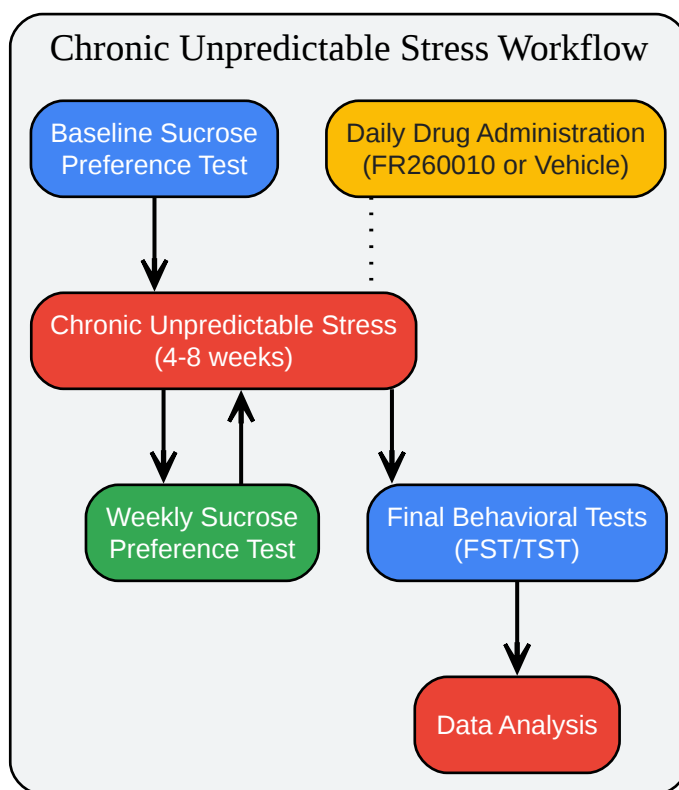 Chronic Unpredictable Stress Workflow
Baseline Sucrose
Preference Test
Daily Drug Administration
(FR260010 or Vehicle)
Chronic Unpredictable Stress
(4-8 weeks)
Weekly Sucrose
Preference Test
Final Behavioral Tests
(FST/TST)
Data Analysis